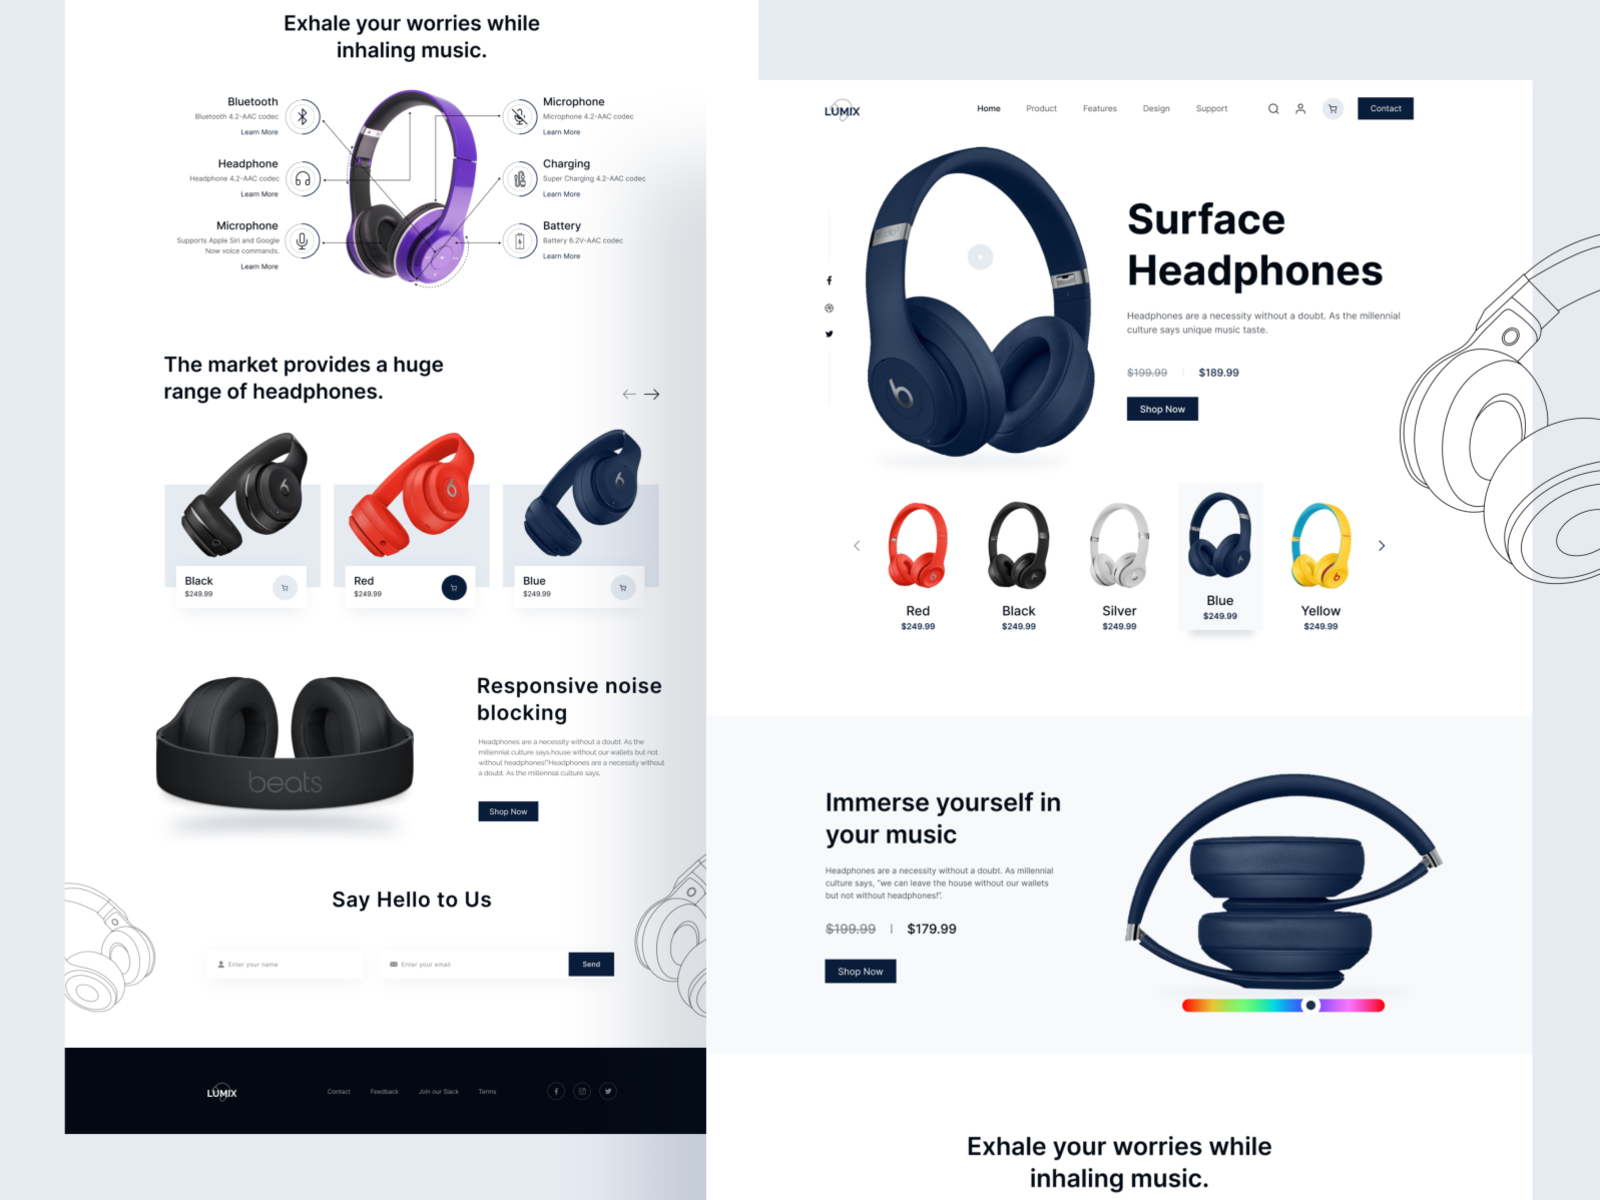 Exhale your worries while
inhaling music.
Bluetooth
Bluetooth 4.2-AAC codec
Learn More
Headphone
Headphone 4.2-AAC codec
Learn More
Microphone
Supports Apple Siri and Google
Now voice commands.
Learn More
Microphone
Microphone 4.2-AAC codec
Learn More
Charging
Super Charging 4.2-AAC codec
Learn More
Battery
Battery 6.2V-AAC codec
Learn More
The market provides a huge
range of headphones.
Black
$249.99
Red
$249.99
Blue
$249.99
beats
Responsive noise
blocking
Headphones are a necessity without a doubt. As the
millennial culture says,house without our wallets but not
without headphones!"Headphones are a necessity without
a doubt. As the millennial culture says,
Shop Now
Say Hello to Us
Enter your name
Enter your email
Send
LUMIX
Contact
Feedback
Join our Slack
Terms
LUMIX
Home
Product
Features
Design
Support
Contact
Surface
Headphones
Headphones are a necessity without a doubt. As the millennial
culture says unique music taste.
$199.99
$189.99
Shop Now
Red
$249.99
Black
$249.99
Silver
$249.99
Blue
$249.99
Yellow
$249.99
Immerse yourself in
your music
Headphones are a necessity without a doubt. As millennial
culture says, "we can leave the house without our wallets
but not without headphones!".
$199.99 | $179.99
Shop Now
Exhale your worries while
inhaling music.